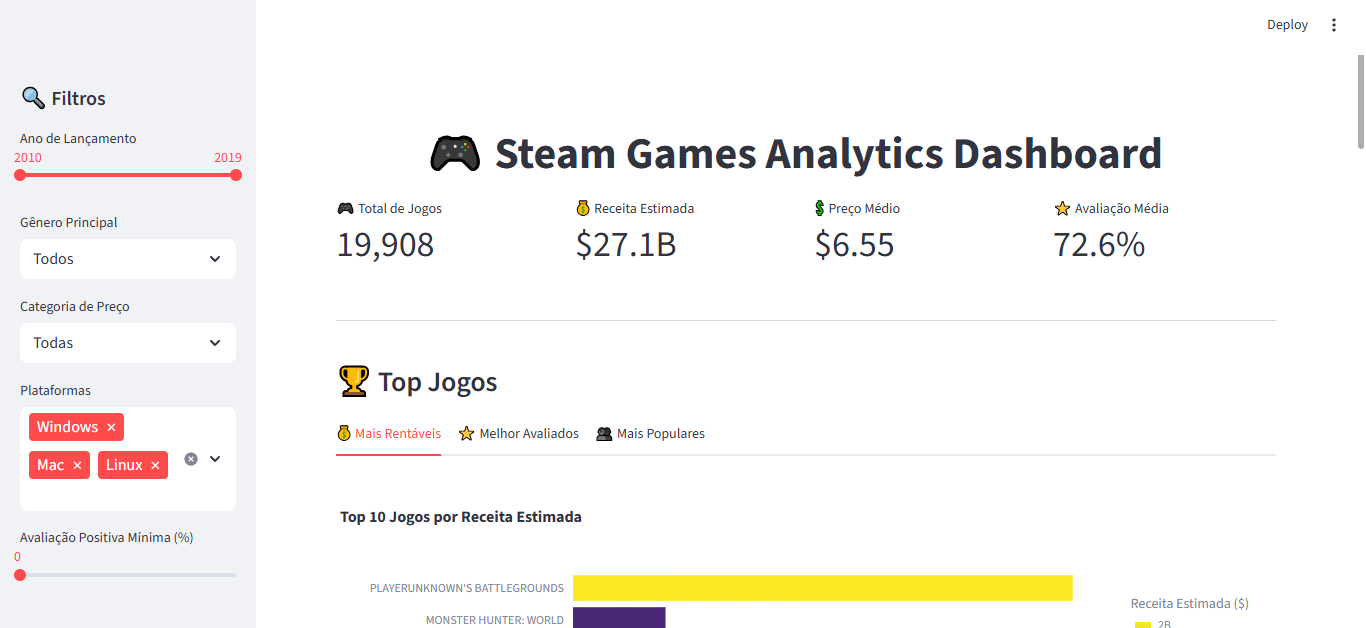 Deploy
Filtros
Ano de Lançamento
2010 2019
Gênero Principal
Todos
Categoria de Preço
Todas
Plataformas
Windows ×
Mac × Linux ×
Avaliação Positiva Mínima (%)
0
Steam Games Analytics Dashboard
Total de Jogos
19,908
Receita Estimada
$27.1B
Preço Médio
$6.55
Avaliação Média
72.6%
Top Jogos
Mais Rentáveis Melhor Avaliados Mais Populares
Top 10 Jogos por Receita Estimada
PLAYERUNKNOWN'S BATTLEGROUNDS
MONSTER HUNTER: WORLD
Receita Estimada ($)
2B